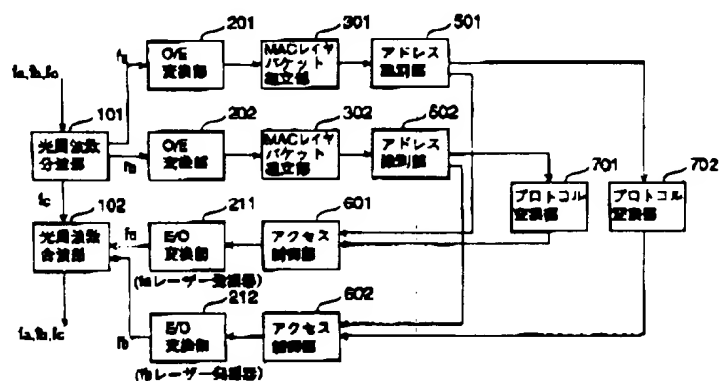 201
301
501
fa
O/E
変換部
MACレイヤ
パケット
組立部
アドレス
識別部
fa,fb,fc
101
202
302
502
光周波数
分波部
fb
O/E
変換部
MACレイヤ
パケット
組立部
アドレス
識別部
701
702
fc
102
211
601
プロトコル
変換部
プロトコル
変換部
光周波数
合波部
fa
E/O
変換部
アクセス
制御部
(faレーザー発振器)
212
602
fa,fb,fc
fb
E/O
変換部
アクセス
制御部
(fbレーザー発振器)